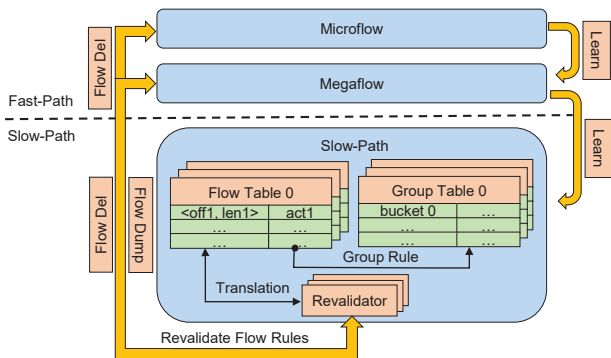 Microflow
Flow Del
Learn
Megaflow
Fast-Path
Slow-Path
Learn
Slow-Path
Flow Del
Flow Dump
Flow Table 0
<off1, len1> act1
... ...
... ...
Group Table 0
bucket 0 ...
... ...
... ...
Group Rule
Translation
Revalidator
Revalidate Flow Rules